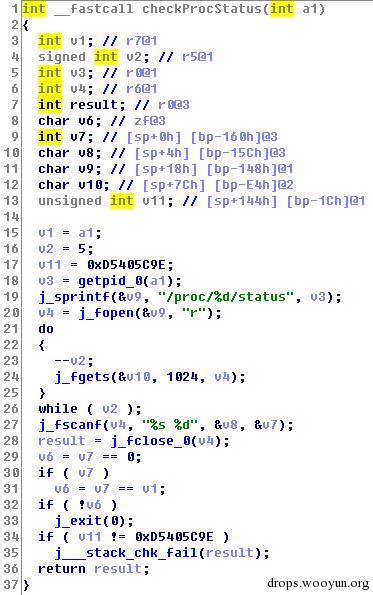 1 int __fastcall checkProcStatus(int a1)
2 {
3 int v1; // r7@1
4 signed int v2; // r5@1
5 int v3; // r0@1
6 int v4; // r6@1
7 int result; // r0@3
8 char v6; // zf@3
9 int v7; // [sp+0h] [bp-160h]@3
10 char v8; // [sp+4h] [bp-15Ch]@3
11 char v9; // [sp+18h] [bp-148h]@1
12 char v10; // [sp+7Ch] [bp-E4h]@2
13 unsigned int v11; // [sp+144h] [bp-1Ch]@1
14
15 v1 = a1;
16 v2 = 5;
17 v11 = 0xD5405C9E;
18 v3 = getpid_0(a1);
19 j_sprintf(&v9, "/proc/%d/status", v3);
20 v4 = j_fopen(&v9, "r");
21 do
22 {
23 --v2;
24 j_fgets(&v10, 1024, v4);
25 }
26 while ( v2 );
27 j_fscanf(v4, "%s %d", &v8, &v7);
28 result = j_fclose_0(v4);
29 v6 = v7 == 0;
30 if ( v7 )
31 v6 = v7 == v1;
32 if ( !v6 )
33 j_exit(0);
34 if ( v11 != 0xD5405C9E )
35 j___stack_chk_fail(result);
36 return result;
37 }
drops.wooyun.org